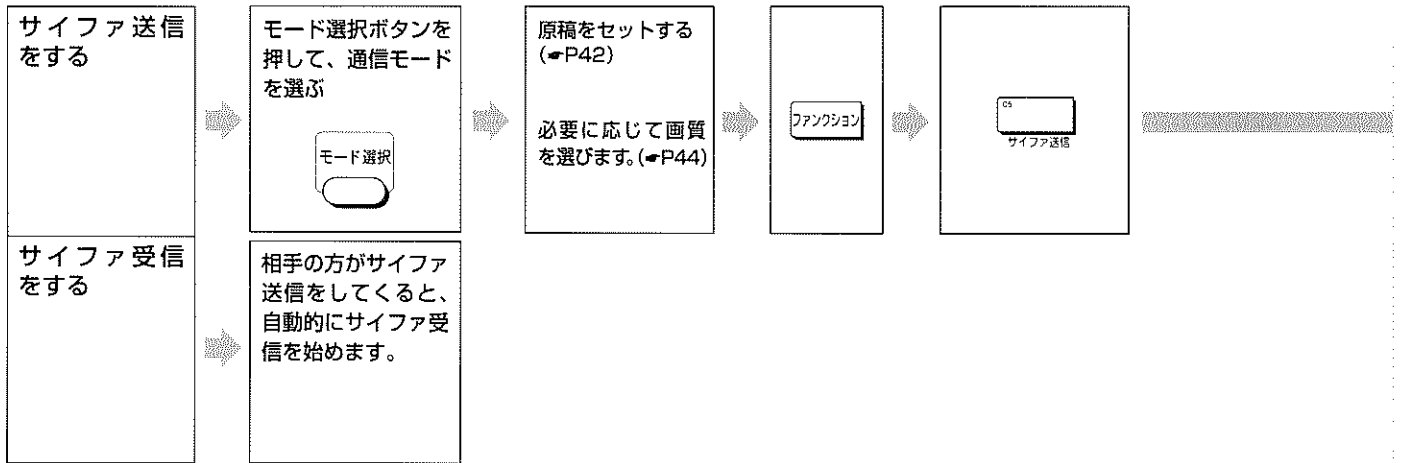 サイファ送信
をする
モード選択ボタンを
押して、通信モード
を選ぶ
モード選択
原稿をセットする
(☛P42)
必要に応じて画質
を選びます。(☛P44)
ファンクション
05
サイファ送信
サイファ受信
をする
相手の方がサイファ
送信をしてくると、
自動的にサイファ受
信を始めます。